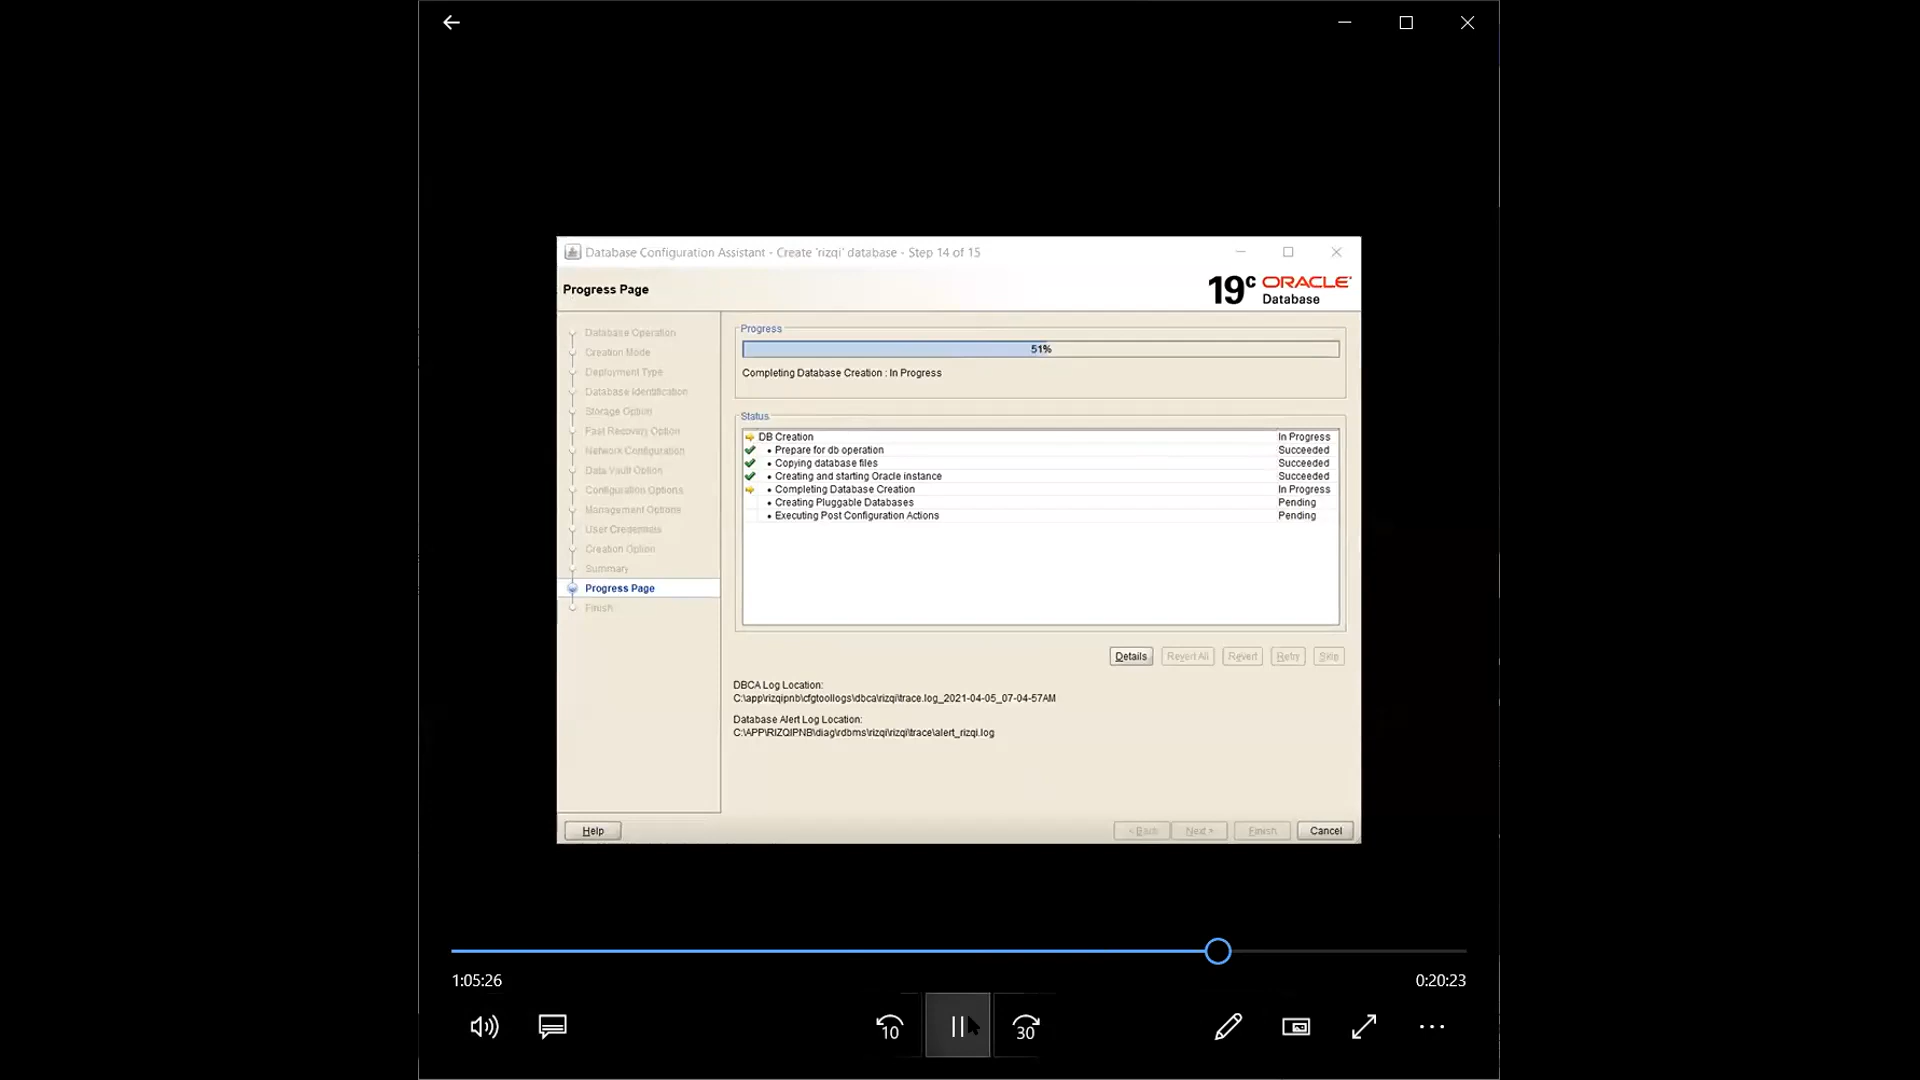 Database Configuration Assistant - Create 'rizqi' database - Step 14 of 15
Progress Page
19c ORACLE Database
Database Operation
Creation Mode
Deployment Type
Database Identification
Storage Option
Fast Recovery Option
Network Configuration
Data Vault Option
Configuration Options
Management Options
User Credentials
Creation Option
Summary
Progress Page
Finish
Progress
51%
Completing Database Creation : In Progress
Status
DB Creation In Progress
• Prepare for db operation Succeeded
• Copying database files Succeeded
• Creating and starting Oracle instance Succeeded
• Completing Database Creation In Progress
• Creating Pluggable Databases Pending
• Executing Post Configuration Actions Pending
Details Revert All Revert Retry Skip
DBCA Log Location:
C:\app\rizqipnb\cfgtoollogs\dbca\rizqi\trace.log_2021-04-05_07-04-57AM
Database Alert Log Location:
C:\APP\RIZQIPNB\diag\rdbms\rizqi\rizqi\trace\alert_rizqi.log
Help < Back Next > Finish Cancel
1:05:26 0:20:23
10 30